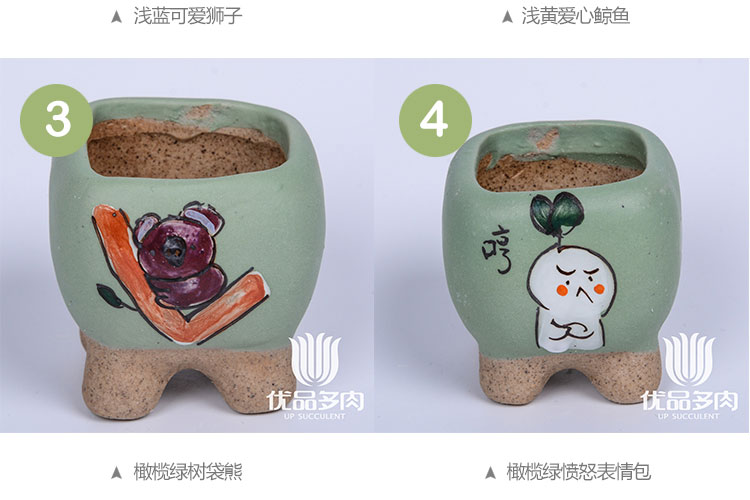 浅蓝可爱狮子
浅黄爱心鲸鱼
3
4
哼
优品多肉
UP SUCCULENT
优品多肉
UP SUCCULENT
橄榄绿树袋熊
橄榄绿愤怒表情包